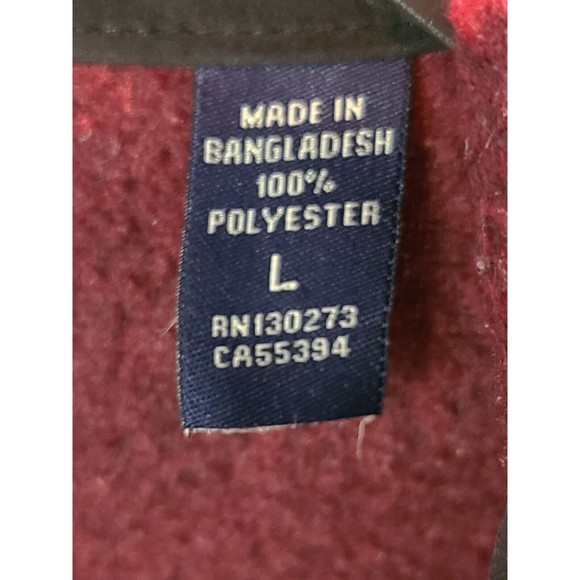 MADE IN
BANGLADESH
100%
POLYESTER
L
RN130273
CA55394